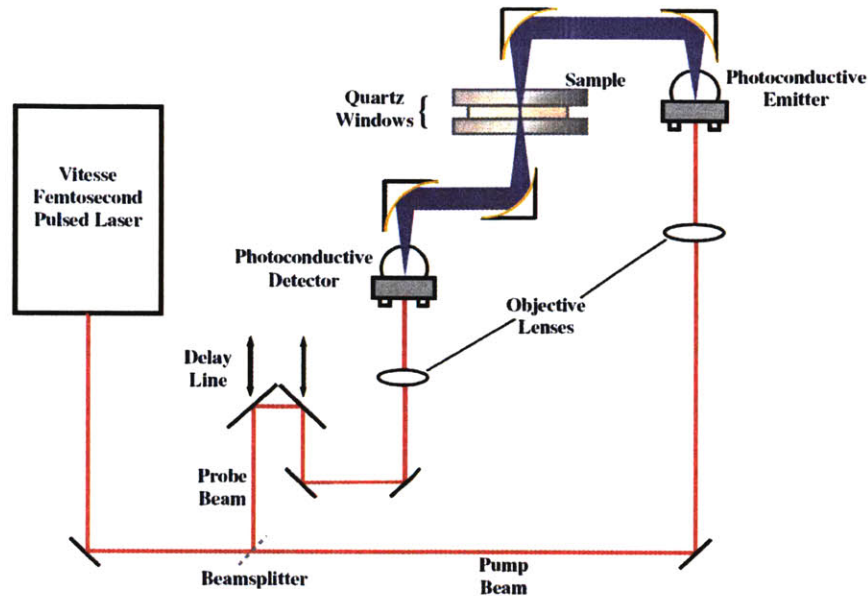 Sample
Photoconductive
Emitter
Quartz
Windows {
Vitesse
Femtosecond
Pulsed Laser
Photoconductive
Detector
Objective
Lenses
Delay
Line
Probe
Beam
Beamsplitter
Pump
Beam